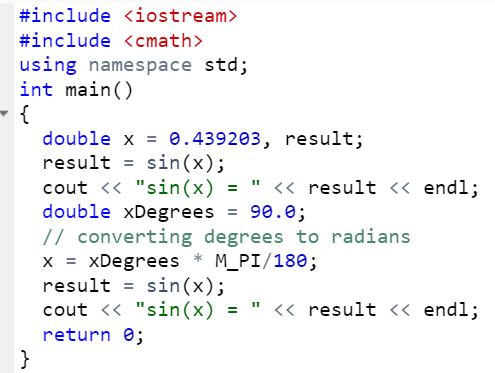 #include <iostream>
#include <cmath>
using namespace std;
int main()
{
  double x = 0.439203, result;
  result = sin(x);
  cout << "sin(x) = " << result << endl;
  double xDegrees = 90.0;
  // converting degrees to radians
  x = xDegrees * M_PI/180;
  result = sin(x);
  cout << "sin(x) = " << result << endl;
  return 0;
}